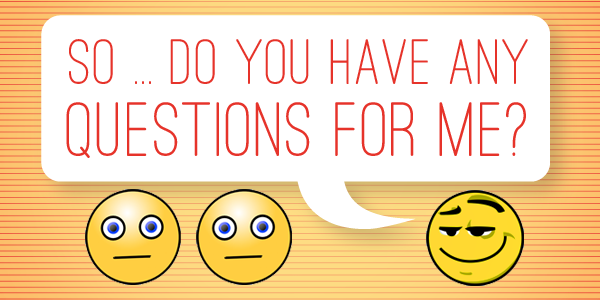 SO ... DO YOU HAVE ANY
QUESTIONS FOR ME?